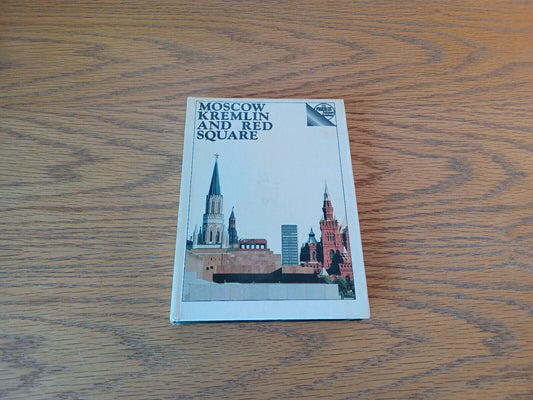 MOSCOW
KREMLIN
AND RED
SQUARE